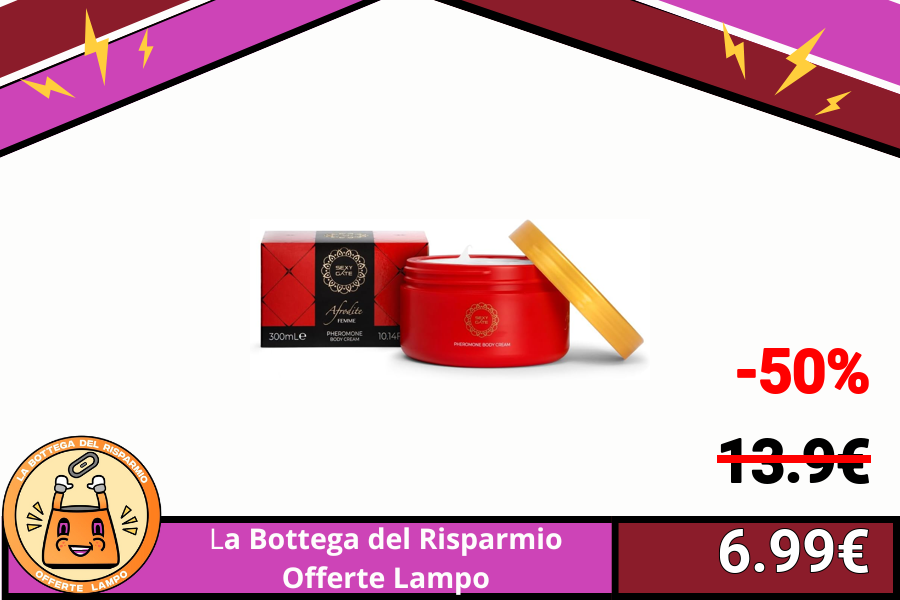 SEXY
GATE
Afrodite
FEMME
300mL℮
PHEROMONE
BODY CREAM
10.14F
SEXY
GATE
PHEROMONE BODY CREAM
-50%
13.9€
LA BOTTEGA DEL RISPARMIO
OFFERTE LAMPO
La Bottega del Risparmio
Offerte Lampo
6.99€